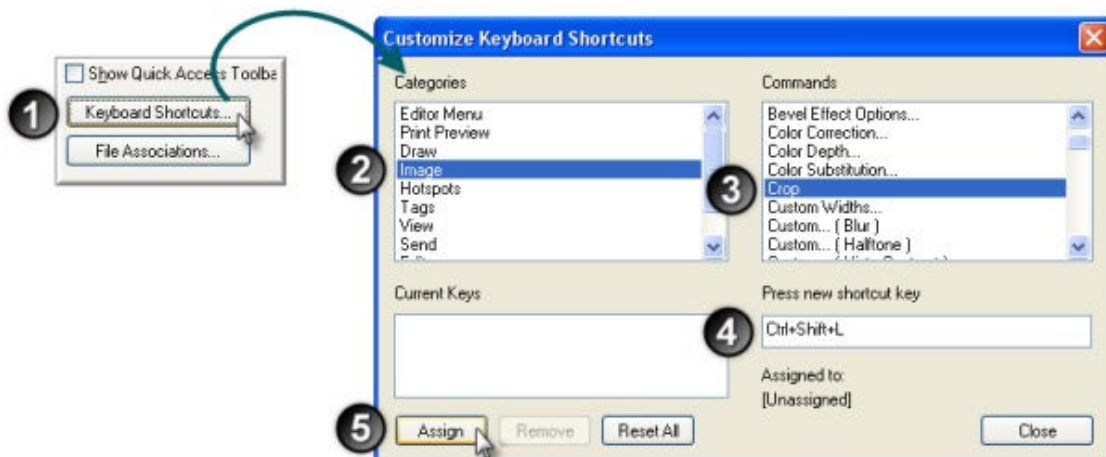 Customize Keyboard Shortcuts
Show Quick Access Toolba
1
Keyboard Shortcuts...
File Associations...
Categories
Editor Menu
Print Preview
Draw
2
Image
Hotspots
Tags
View
Send
Commands
Bevel Effect Options...
Color Correction...
Color Depth...
Color Substitution...
3
Crop
Custom Widths...
Custom... ( Blur )
Custom... ( Halftone )
Current Keys
Press new shortcut key
4
Ctrl+Shift+L
Assigned to:
[Unassigned]
5
Assign
Remove
Reset All
Close